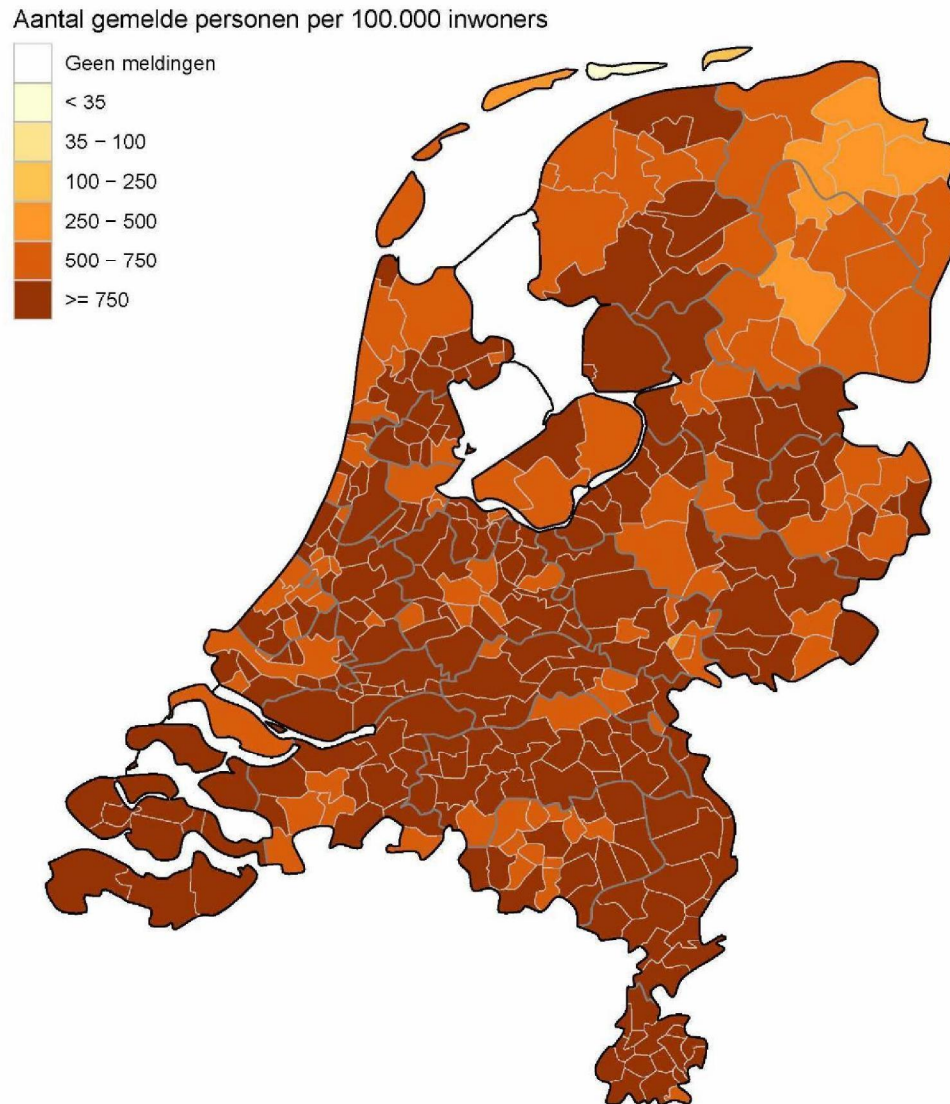 Aantal gemelde personen per 100.000 inwoners
Geen meldingen
< 35
35 – 100
100 – 250
250 – 500
500 – 750
>= 750